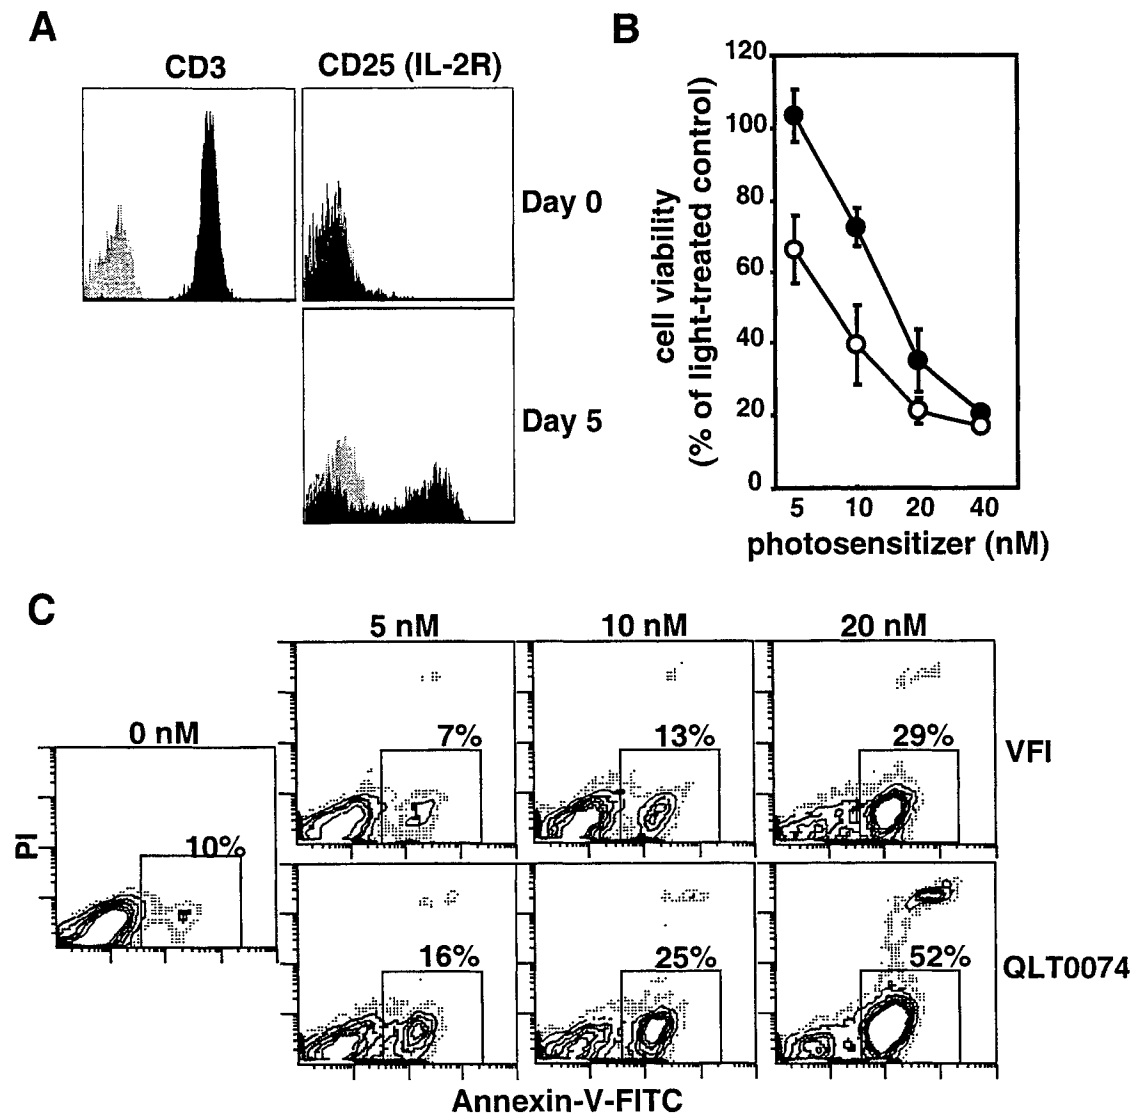 A
CD3
CD25 (IL-2R)
Day 0
Day 5
B
120
100
80
60
40
20
0
cell viability
(% of light-treated control)
5 10 20 40
photosensitizer (nM)
C
5 nM
10 nM
20 nM
0 nM
7%
13%
29%
VFI
PI
10%
16%
25%
52%
QLT0074
Annexin-V-FITC